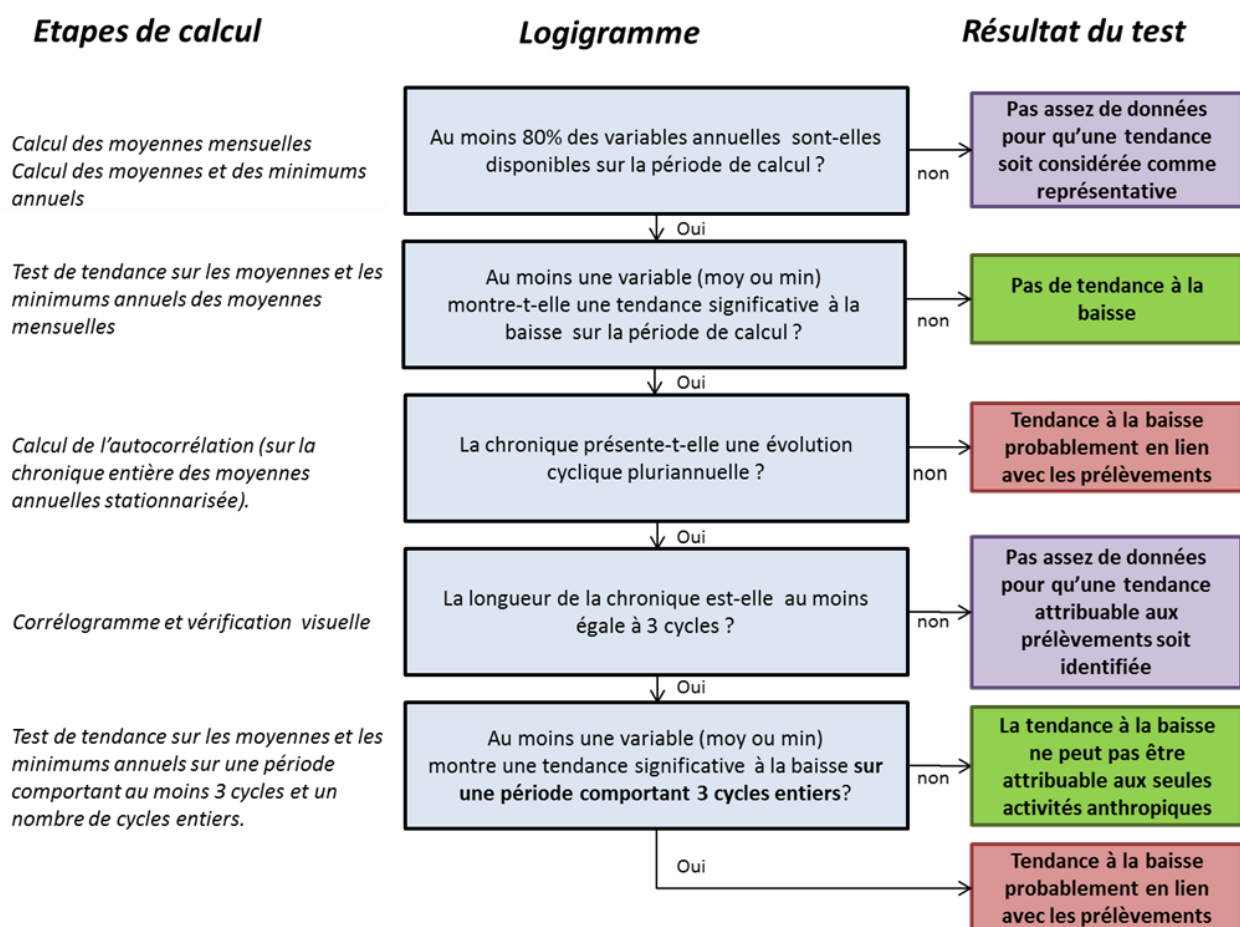 Etapes de calcul
Logigramme
Résultat du test
Calcul des moyennes mensuelles
Calcul des moyennes et des minimums
annuels
Au moins 80% des variables annuelles sont-elles
disponibles sur la période de calcul ?
non
Pas assez de données
pour qu'une tendance
soit considérée comme
représentative
Oui
Test de tendance sur les moyennes et les
minimums annuels des moyennes
mensuelles
Au moins une variable (moy ou min)
montre-t-elle une tendance significative à la
baisse sur la période de calcul ?
non
Pas de tendance à la
baisse
Oui
Calcul de l'autocorrélation (sur la
chronique entière des moyennes
annuelles stationnarisée).
La chronique présente-t-elle une évolution
cyclique pluriannuelle ?
non
Tendance à la baisse
probablement en lien
avec les prélèvements
Oui
Corrélogramme et vérification visuelle
La longueur de la chronique est-elle au moins
égale à 3 cycles ?
non
Pas assez de données
pour qu'une tendance
attribuable aux
prélèvements soit
identifiée
Oui
Test de tendance sur les moyennes et les
minimums annuels sur une période
comportant au moins 3 cycles et un
nombre de cycles entiers.
Au moins une variable (moy ou min)
montre une tendance significative à la baisse sur
une période comportant 3 cycles entiers?
non
La tendance à la baisse
ne peut pas être
attribuable aux seules
activités anthropiques
Oui
Tendance à la baisse
probablement en lien
avec les prélèvements